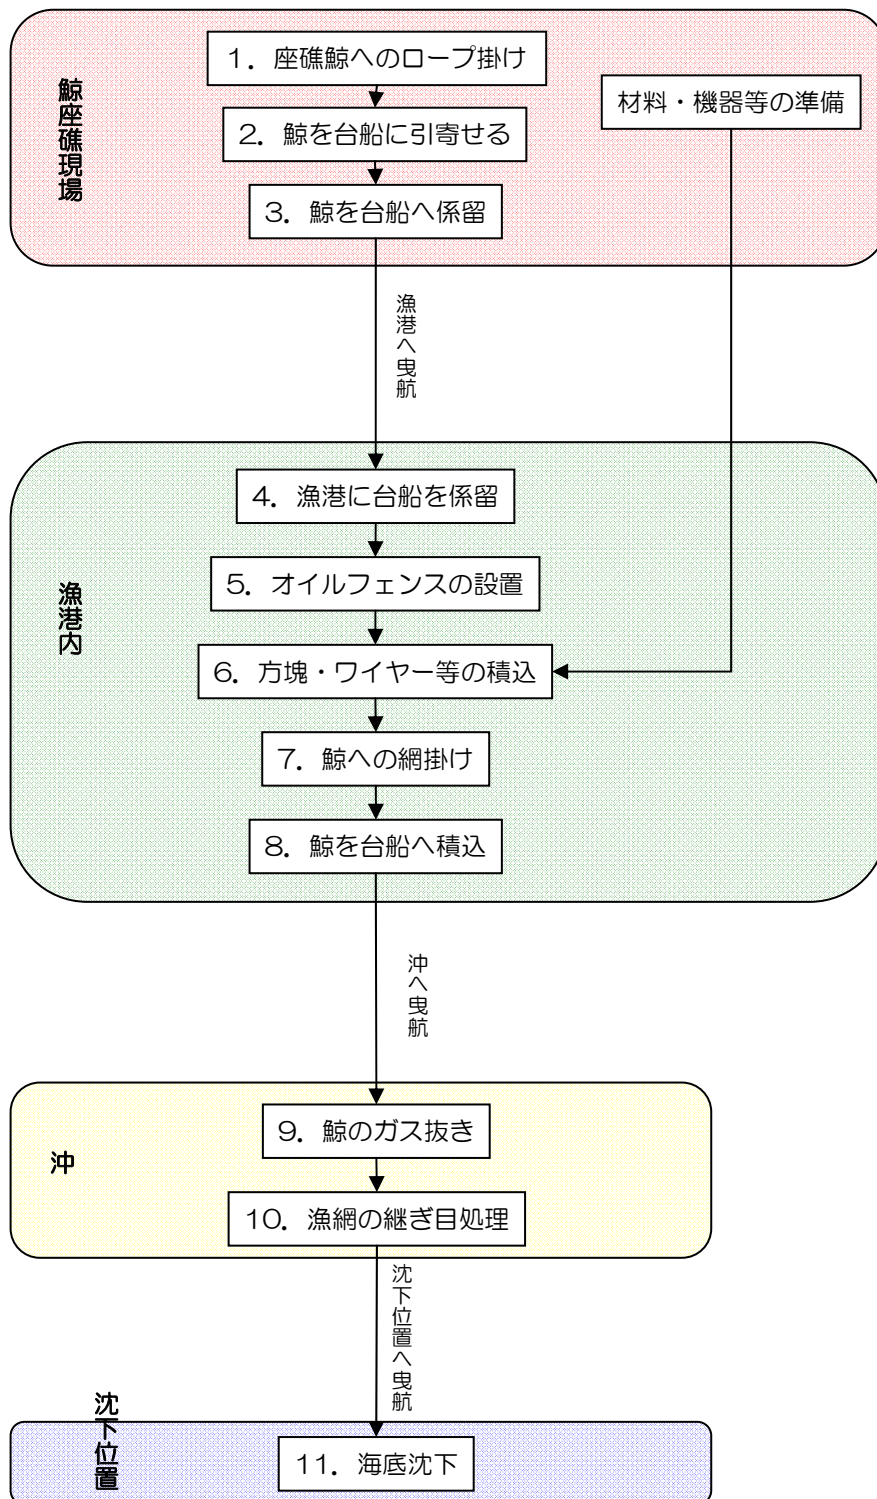 鯨座礁現場
１．座礁鯨へのロープ掛け
材料・機器等の準備
２．鯨を台船に引寄せる
３．鯨を台船へ係留
漁港へ曳航
漁港内
４．漁港に台船を係留
５．オイルフェンスの設置
６．方塊・ワイヤー等の積込
７．鯨への網掛け
８．鯨を台船へ積込
沖へ曳航
沖
９．鯨のガス抜き
１０．漁網の継ぎ目処理
沈下位置へ曳航
沈下位置
１１．海底沈下